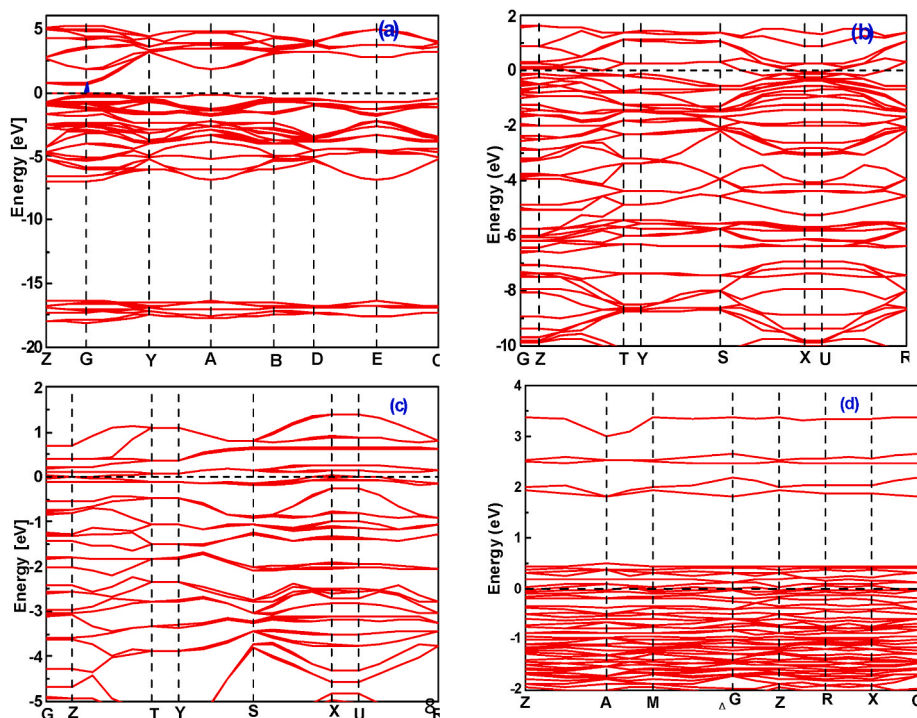 5
0
-5
-10
-15
-20
Energy [eV]
(a)
Z G Y A B D E C
2
0
-2
-4
-6
-8
-10
Energy (eV)
(b)
G Z T Y S X U R
2
1
0
-1
-2
-3
-4
-5
Energy [eV]
(c)
G Z T Y S X U 8 R
4
3
2
1
0
-1
-2
Energy (eV)
(d)
Z A M G Z R X